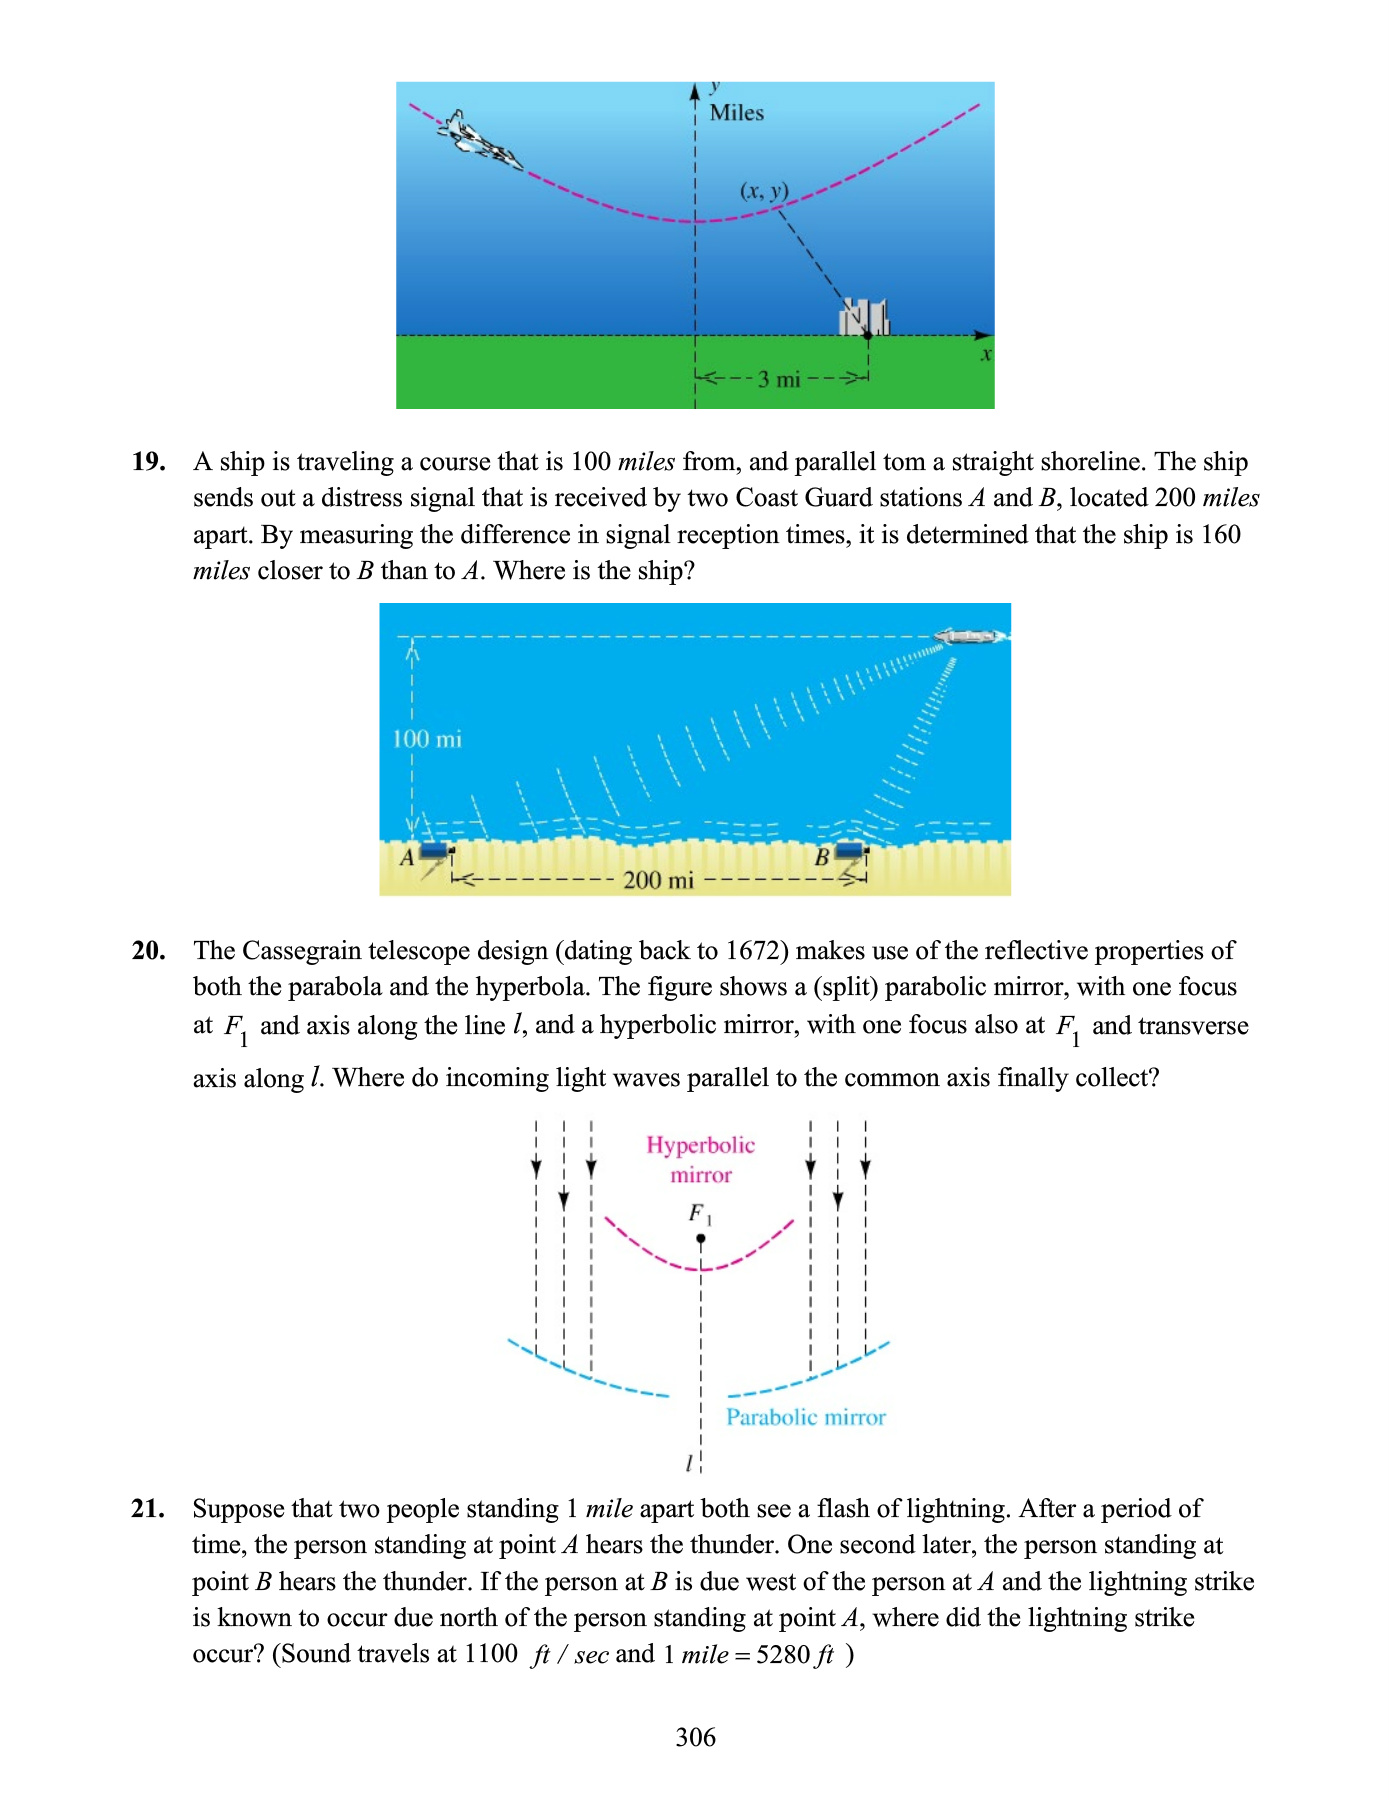 y
Miles
(x, y)
x
3 mi
19. A ship is traveling a course that is 100 miles from, and parallel tom a straight shoreline. The ship
sends out a distress signal that is received by two Coast Guard stations A and B, located 200 miles
apart. By measuring the difference in signal reception times, it is determined that the ship is 160
miles closer to B than to A. Where is the ship?
100 mi
A
B
200 mi
20. The Cassegrain telescope design (dating back to 1672) makes use of the reflective properties of
both the parabola and the hyperbola. The figure shows a (split) parabolic mirror, with one focus
at F₁ and axis along the line l, and a hyperbolic mirror, with one focus also at F₁ and transverse
axis along l. Where do incoming light waves parallel to the common axis finally collect?
Hyperbolic
mirror
F₁
Parabolic mirror
l
21. Suppose that two people standing 1 mile apart both see a flash of lightning. After a period of
time, the person standing at point A hears the thunder. One second later, the person standing at
point B hears the thunder. If the person at B is due west of the person at A and the lightning strike
is known to occur due north of the person standing at point A, where did the lightning strike
occur? (Sound travels at 1100 ft / sec and 1 mile = 5280 ft )
306